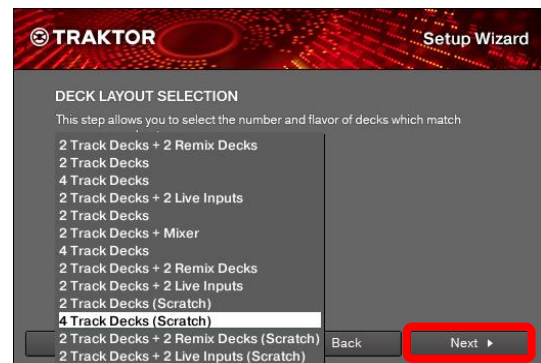 TRAKTOR Setup Wizard
DECK LAYOUT SELECTION
This step allows you to select the number and flavor of decks which match
2 Track Decks + 2 Remix Decks
2 Track Decks
4 Track Decks
2 Track Decks + 2 Live Inputs
2 Track Decks
2 Track Decks + Mixer
4 Track Decks
2 Track Decks + 2 Remix Decks
2 Track Decks + 2 Live Inputs
2 Track Decks (Scratch)
4 Track Decks (Scratch)
2 Track Decks + 2 Remix Decks (Scratch)
2 Track Decks + 2 Live Inputs (Scratch)
Back
Next